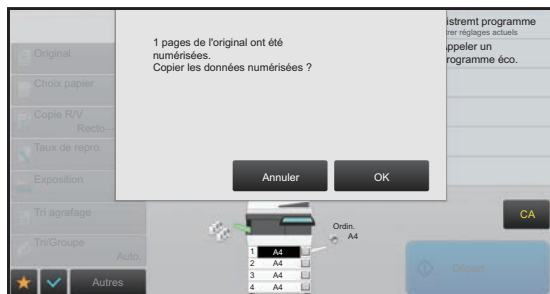 istremt programme
trer réglages actuels
ppeler un
rogramme éco.
1 pages de l'original ont été
numérisées.
Copier les données numérisées ?
Annuler
OK
Original
Choix papier
Copie R/V
Recto
Taux de repro.
Exposition
Tri agrafage
Tri/Groupe
Auto.
Autres
Ordin.
A4
1 A4
2 A4
3 A4
4 A4
CA
Départ